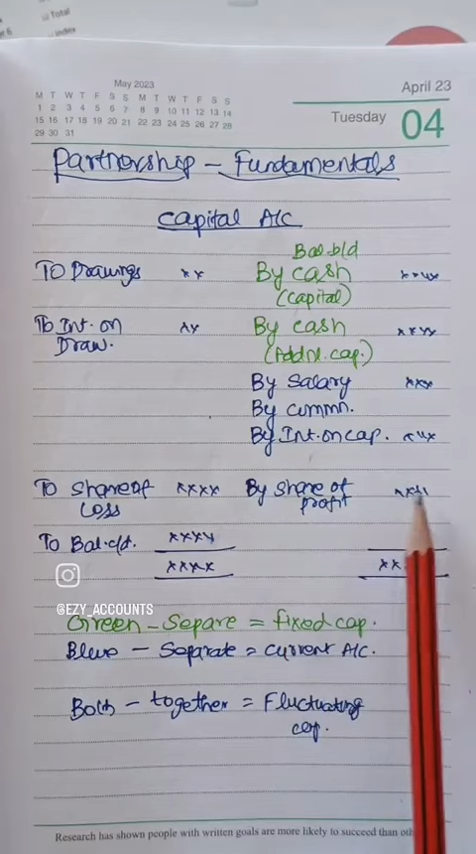 Total
index
May 2023
April 23
M T W T F S S M T W T F S S
1 2 3 4 5 6 7 8 9 10 11 12 13 14
15 16 17 18 19 20 21 22 23 24 25 26 27 28
29 30 31
Tuesday 04
Partnership – Fundamentals
Capital A/c
Bal. b/d
To Drawings xx By cash xxxx
(Capital)
To Int. on xx By cash xxxx
Draw. (Addnl. cap.)
By Salary xxx
By commn.
By Int. on cap. xxx
To Share of xxxx By Share of xxxx
Loss profit
To Bal. c/d. xxxx
xxxx xx
@EZY_ACCOUNTS
Green – Separe = fixed cap.
Blue – Separate = current A/c.
Both – together = Fluctuating
cap.
Research has shown people with written goals are more likely to succeed than